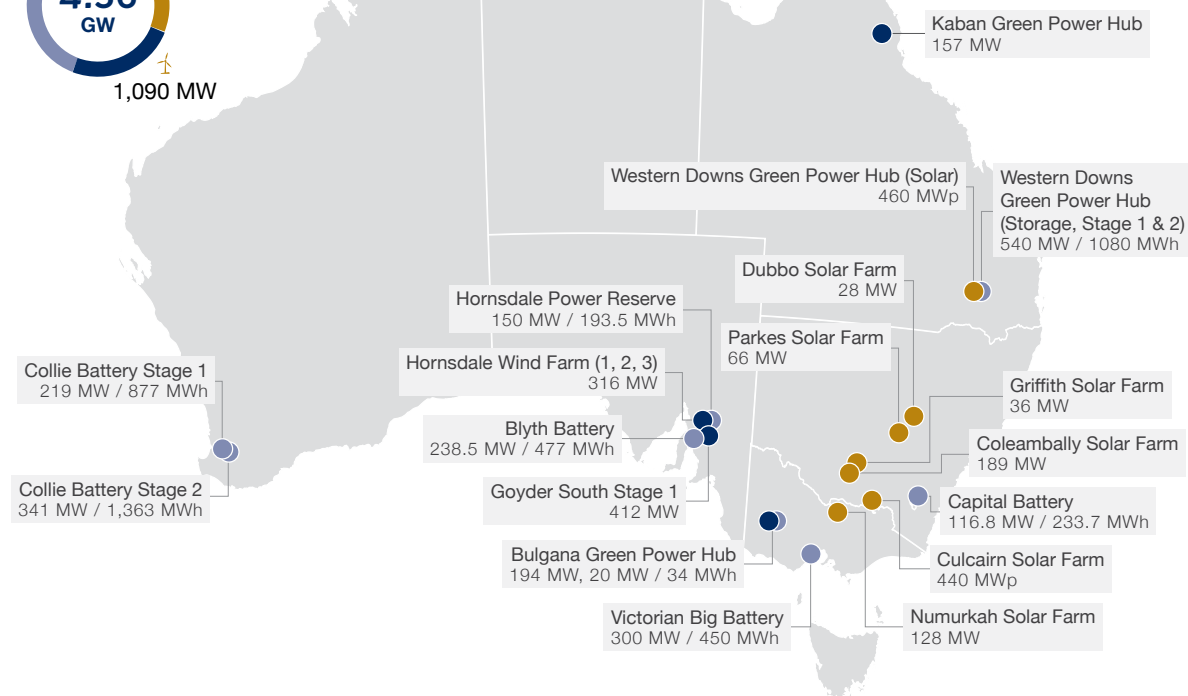 GW
1,090 MW
Kaban Green Power Hub
157 MW
Western Downs Green Power Hub (Solar)
460 MWp
Western Downs
Green Power Hub
(Storage, Stage 1 & 2)
540 MW / 1080 MWh
Dubbo Solar Farm
28 MW
Hornsdale Power Reserve
150 MW / 193.5 MWh
Parkes Solar Farm
66 MW
Hornsdale Wind Farm (1, 2, 3)
316 MW
Collie Battery Stage 1
219 MW / 877 MWh
Griffith Solar Farm
36 MW
Blyth Battery
238.5 MW / 477 MWh
Coleambally Solar Farm
189 MW
Collie Battery Stage 2
341 MW / 1,363 MWh
Goyder South Stage 1
412 MW
Capital Battery
116.8 MW / 233.7 MWh
Bulgana Green Power Hub
194 MW, 20 MW / 34 MWh
Culcairn Solar Farm
440 MWp
Victorian Big Battery
300 MW / 450 MWh
Numurkah Solar Farm
128 MW